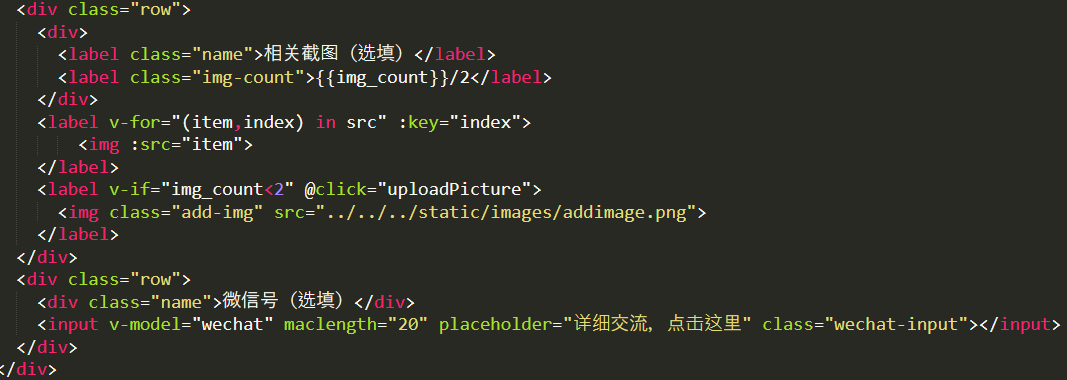 <div class="row">
<div>
<label class="name">相关截图（选填）</label>
<label class="img-count">{{img_count}}/2</label>
</div>
<label v-for="(item,index) in src" :key="index">
<img :src="item">
</label>
<label v-if="img_count<2" @click="uploadPicture">
<img class="add-img" src="../../../static/images/addimage.png">
</label>
</div>
<div class="row">
<div class="name">微信号（选填）</div>
<input v-model="wechat" maclength="20" placeholder="详细交流，点击这里" class="wechat-input"></input>
</div>
</div>